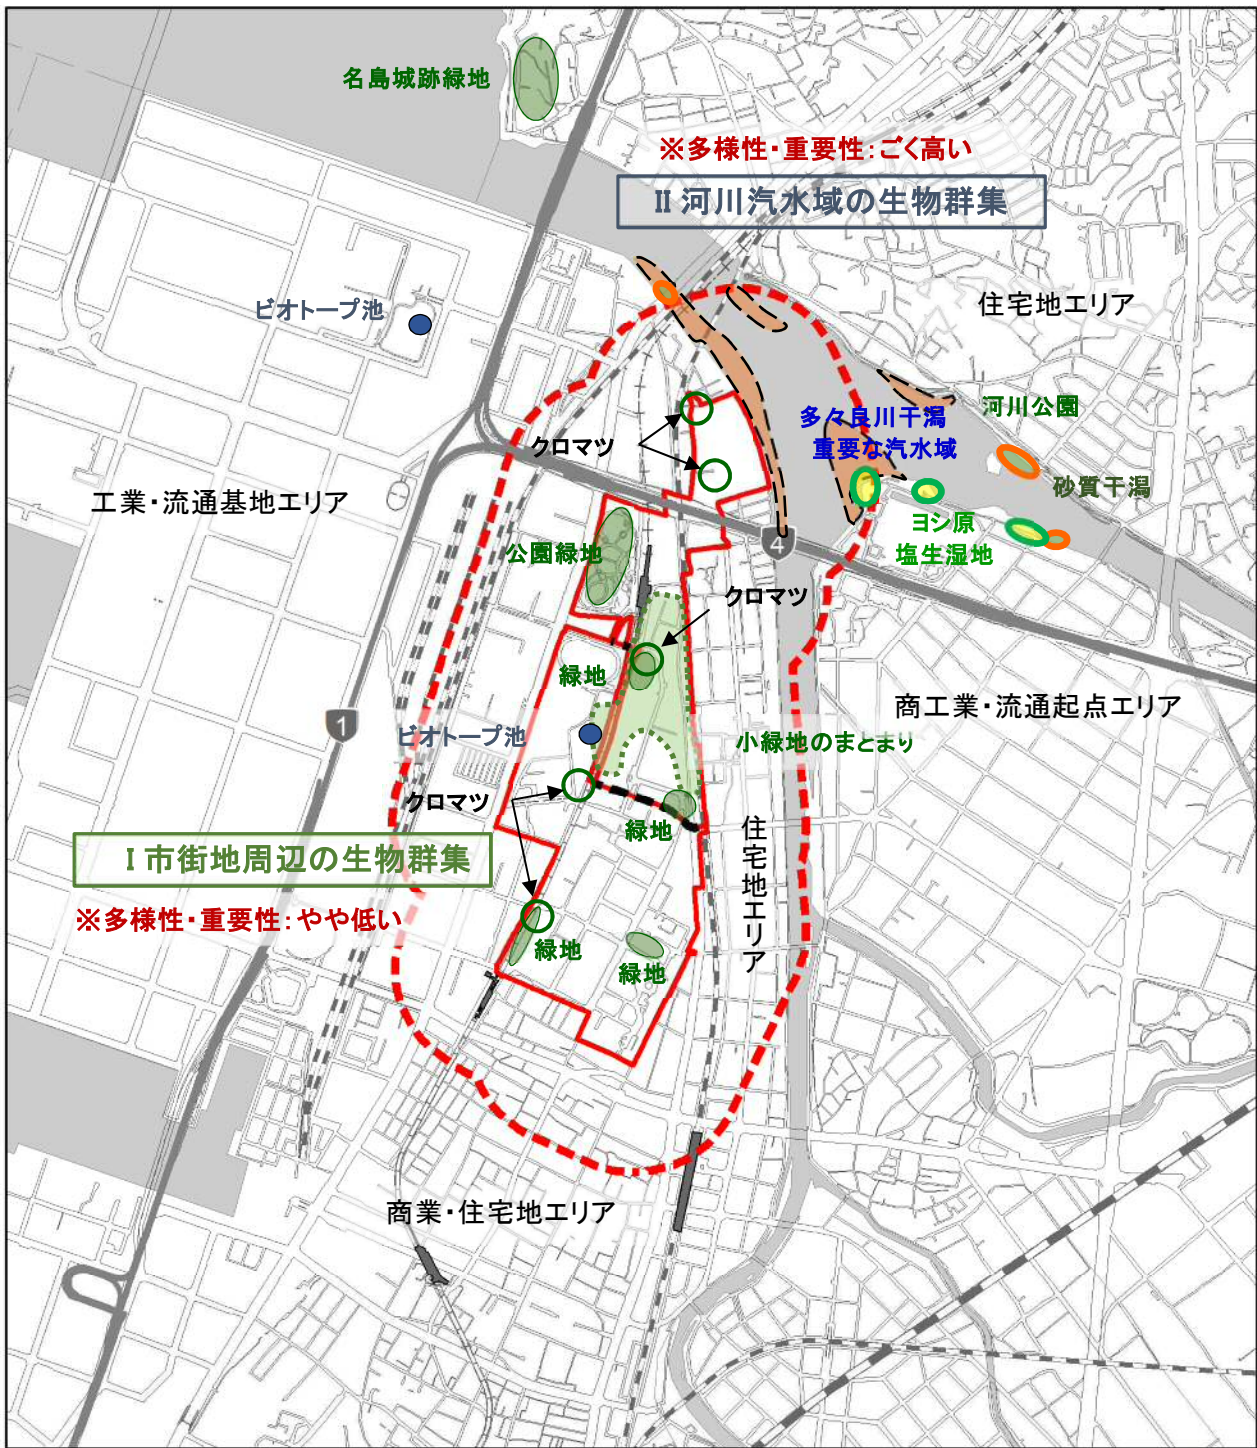 名島城跡緑地
※多様性・重要性：ごく高い
Ⅱ 河川汽水域の生物群集
住宅地エリア
ビオトープ池
河川公園
多々良川干潟
重要な汽水域
クロマツ
砂質干潟
工業・流通基地エリア
ヨシ原
塩生湿地
公園緑地
4
クロマツ
緑地
商工業・流通起点エリア
1
ビオトープ池
小緑地のまとまり
クロマツ
緑地
住宅地エリア
Ⅰ 市街地周辺の生物群集
※多様性・重要性：やや低い
緑地
緑地
商業・住宅地エリア